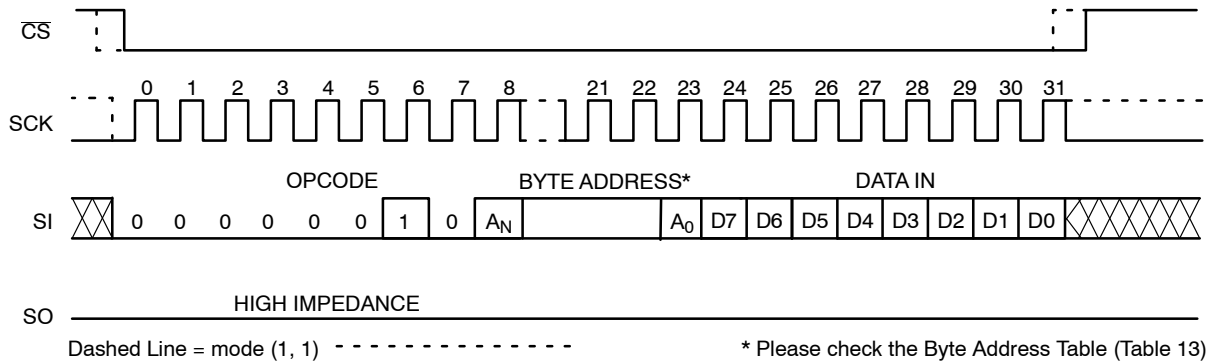 CS
0 1 2 3 4 5 6 7 8 21 22 23 24 25 26 27 28 29 30 31
SCK
OPCODE BYTE ADDRESS* DATA IN
SI 0 0 0 0 0 0 1 0 AN A0 D7 D6 D5 D4 D3 D2 D1 D0
HIGH IMPEDANCE
SO
Dashed Line = mode (1, 1) * Please check the Byte Address Table (Table 13)